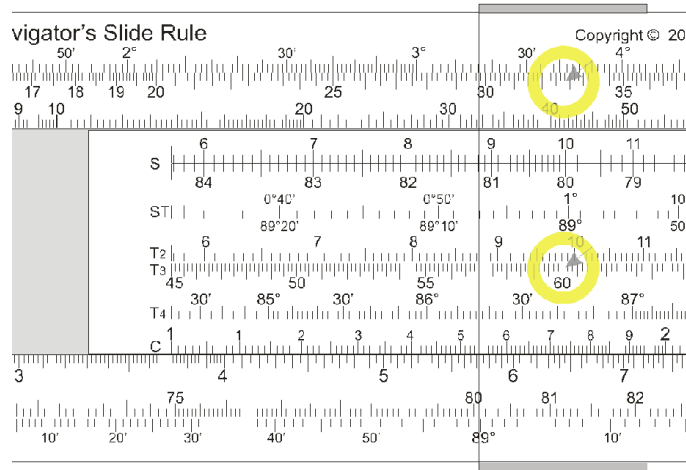 vigator's Slide Rule Copyright © 20
50' 2° 30' 3° 30' 4°
17 18 19 20 25 30 35
9 10 20 30 40 50
6 7 8 9 10 11
S
84 83 82 81 80 79
0°40' 0°50' 1° 10
ST
89°20' 89°10' 89° 50
T2 6 7 8 9 10 11
T3
45 50 55 60
30' 85° 30' 86° 30' 87°
T4
1 1 2 3 4 5 6 7 8 9 2
C
3 4 5 6 7
75 80 81 82
10' 20' 30' 40' 50' 89° 10'